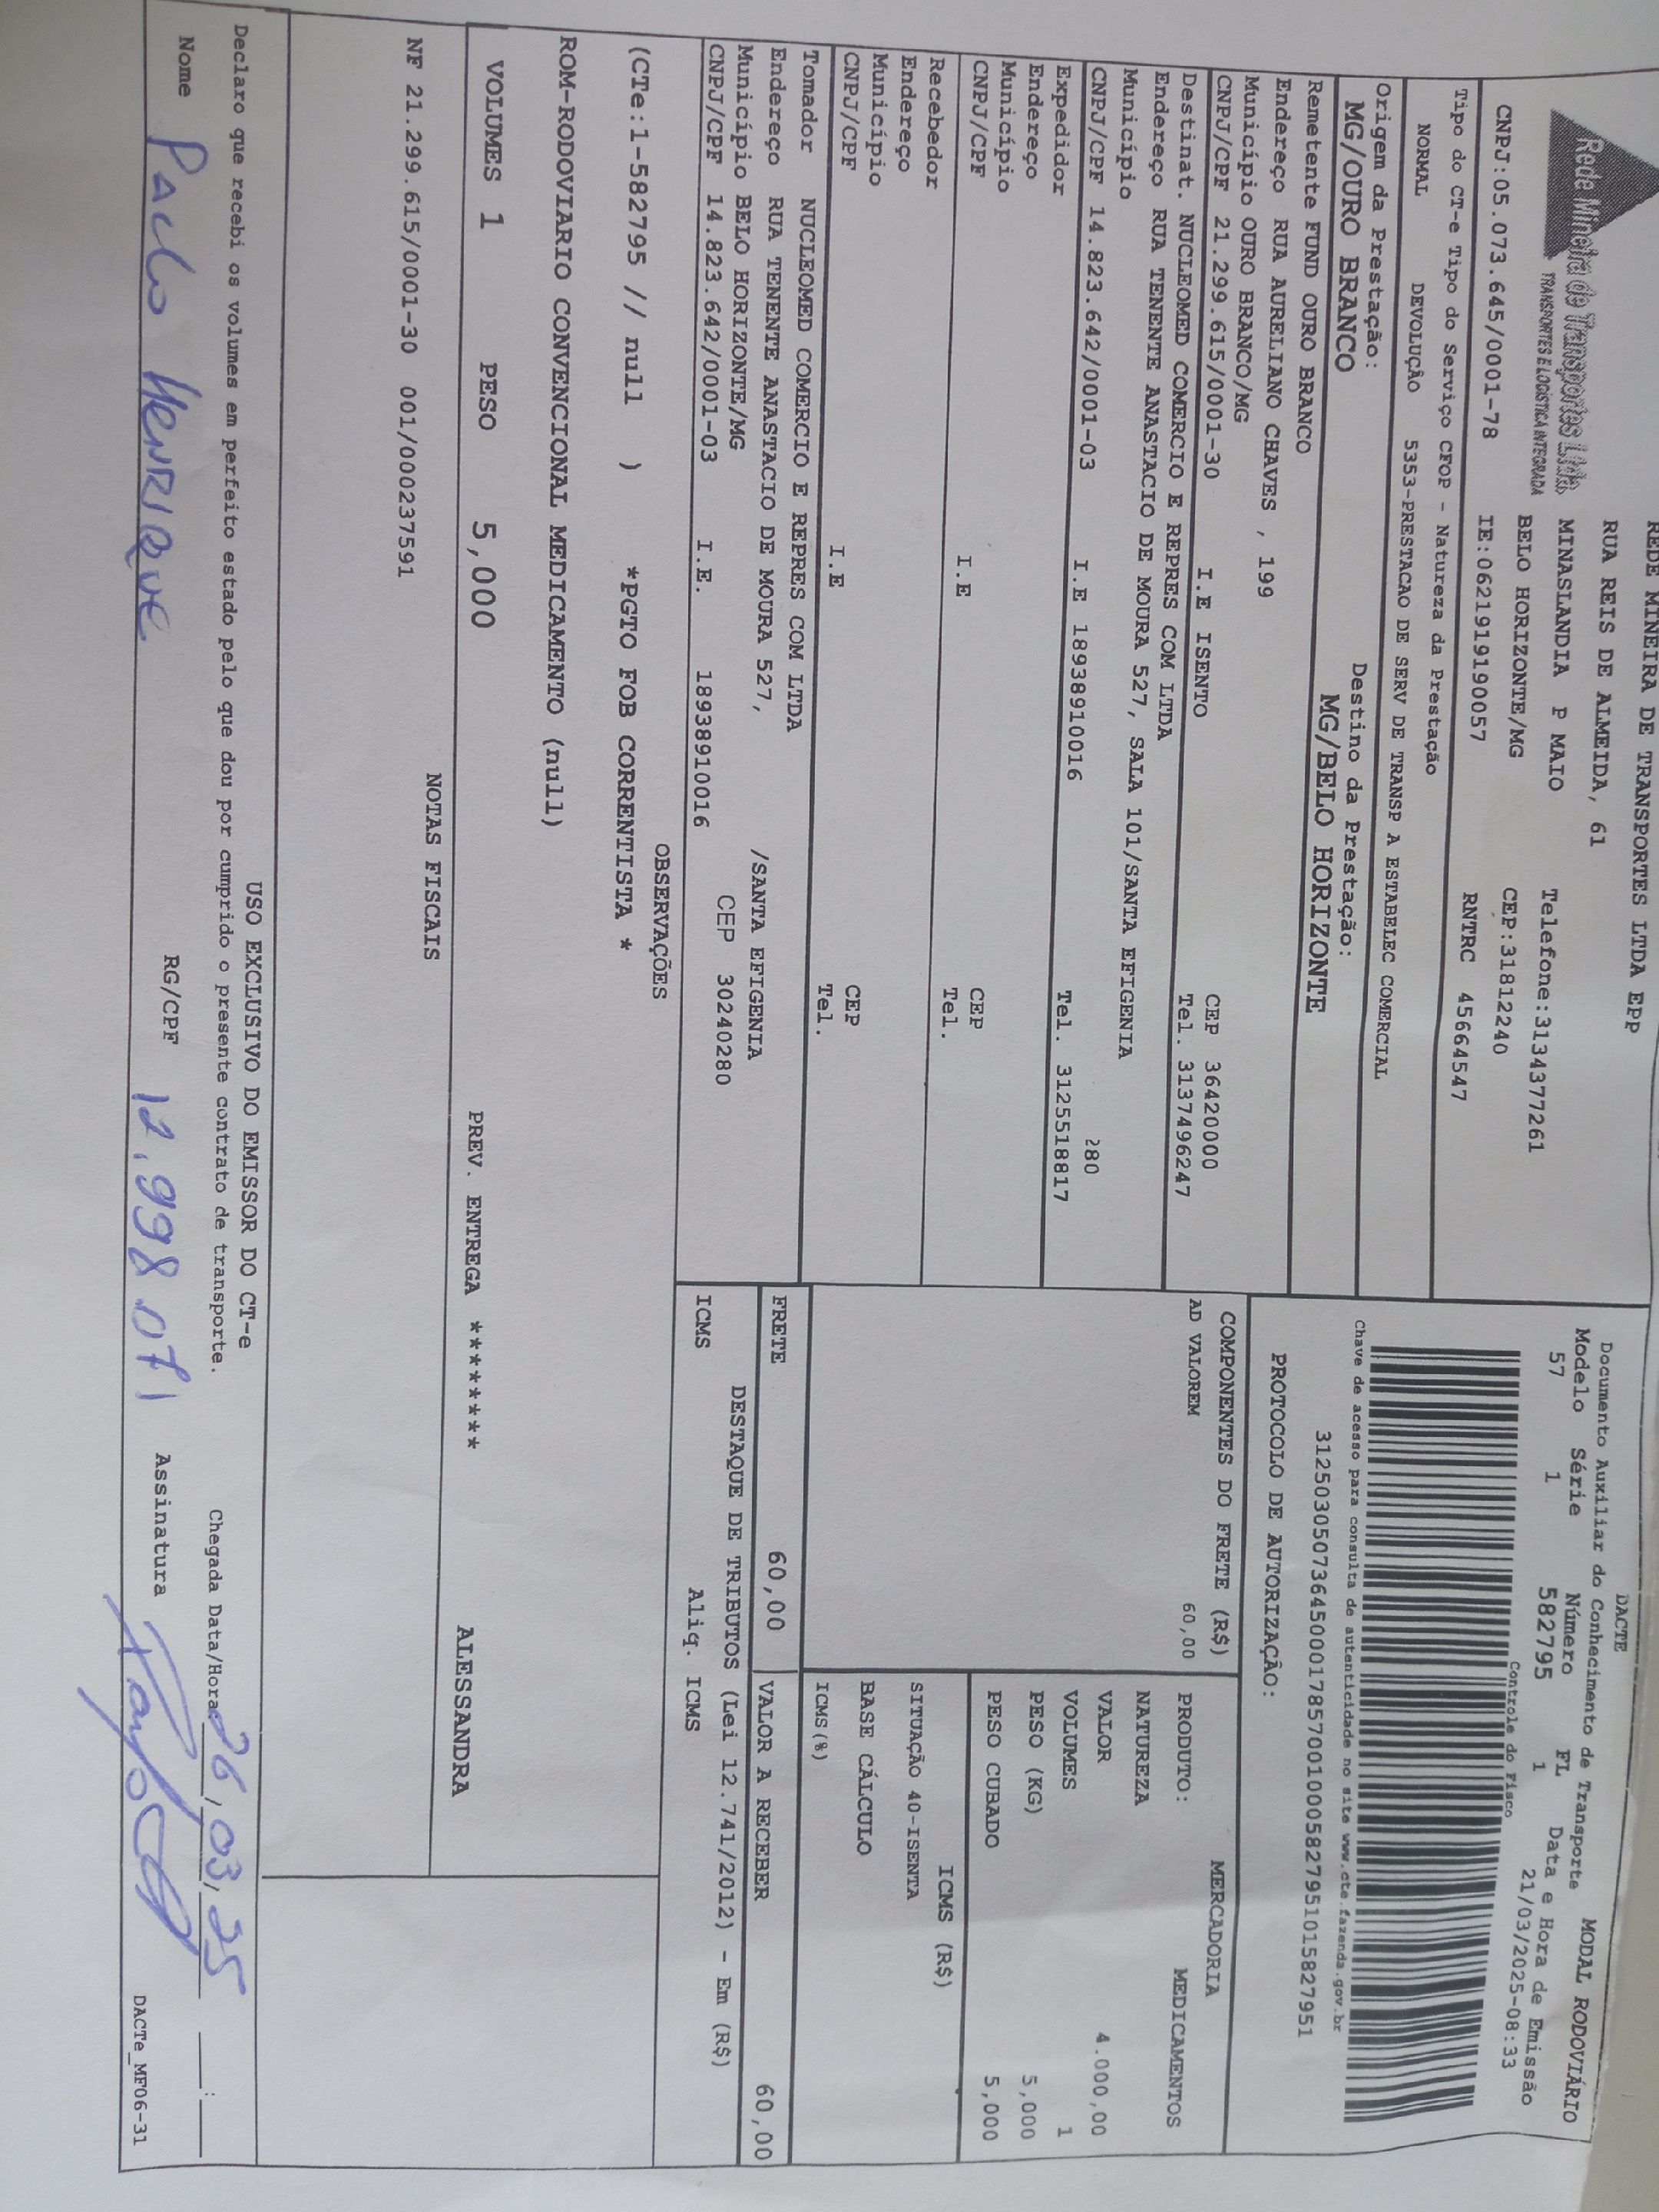 Rede Mineira de Transportes Ltda.
TRANSPORTES E LOGÍSTICA INTEGRADA
REDE MINEIRA DE TRANSPORTES LTDA EPP
RUA REIS DE ALMEIDA, 61
MINASLANDIA P MAIO Telefone:3134377261
BELO HORIZONTE/MG CEP:31812240
CNPJ:05.073.645/0001-78 IE:0621919190057 RNTRC 45664547
Tipo do CT-e Tipo do Serviço CFOP - Natureza da Prestação
NORMAL DEVOLUÇÃO 5353-PRESTACAO DE SERV DE TRANSP A ESTABELEC COMERCIAL
Origem da Prestação: Destino da Prestação:
MG/OURO BRANCO MG/BELO HORIZONTE
DACTE
Documento Auxiliar do Conhecimento de Transporte MODAL RODOVIÁRIO
Modelo Série Número FL Data e Hora de Emissão
57 1 582795 1 21/03/2025-08:33
Controle do Fisco
Chave de acesso para consulta de autenticidade no site www.cte.fazenda.gov.br
31250305073645000178570010005827951015827951
PROTOCOLO DE AUTORIZAÇÃO:
Remetente FUND OURO BRANCO
Endereço RUA AURELIANO CHAVES , 199
Município OURO BRANCO/MG CEP 36420000
CNPJ/CPF 21.299.615/0001-30 I.E ISENTO Tel. 3137496247
Destinat. NUCLEOMED COMERCIO E REPRES COM LTDA
Endereço RUA TENENTE ANASTACIO DE MOURA 527, SALA 101/SANTA EFIGENIA
Município 280
CNPJ/CPF 14.823.642/0001-03 I.E 18938910016 Tel. 3125518817
Expedidor
Endereço
Município CEP
CNPJ/CPF I.E Tel.
Recebedor
Endereço
Município CEP
CNPJ/CPF I.E Tel.
Tomador NUCLEOMED COMERCIO E REPRES COM LTDA
Endereço RUA TENENTE ANASTACIO DE MOURA 527, /SANTA EFIGENIA
Município BELO HORIZONTE/MG CEP 30240280
CNPJ/CPF 14.823.642/0001-03 I.E. 18938910016
COMPONENTES DO FRETE (R$)
AD VALOREM 60,00
MERCADORIA
PRODUTO: MEDICAMENTOS
NATUREZA
VALOR 4.000,00
VOLUMES 1
PESO (KG) 5,000
PESO CUBADO 5,000
ICMS (R$)
SITUAÇÃO 40-ISENTA
BASE CÁLCULO
ICMS(%)
FRETE 60,00 VALOR A RECEBER 60,00
DESTAQUE DE TRIBUTOS (Lei 12.741/2012) - Em (R$)
ICMS Aliq. ICMS
OBSERVAÇÕES
(CTe:1-582795 // null ) *PGTO FOB CORRENTISTA *
ROM-RODOVIARIO CONVENCIONAL MEDICAMENTO (null)
VOLUMES 1 PESO 5,000 PREV. ENTREGA ******** ALESSANDRA
NOTAS FISCAIS
NF 21.299.615/0001-30 001/000237591
USO EXCLUSIVO DO EMISSOR DO CT-e
Declaro que recebi os volumes em perfeito estado pelo que dou por cumprido o presente contrato de transporte. Chegada Data/Hora: 26/03/25 __:__
Nome Paulo Henrique RG/CPF 12.998.071 Assinatura
DACTe_MF06-31